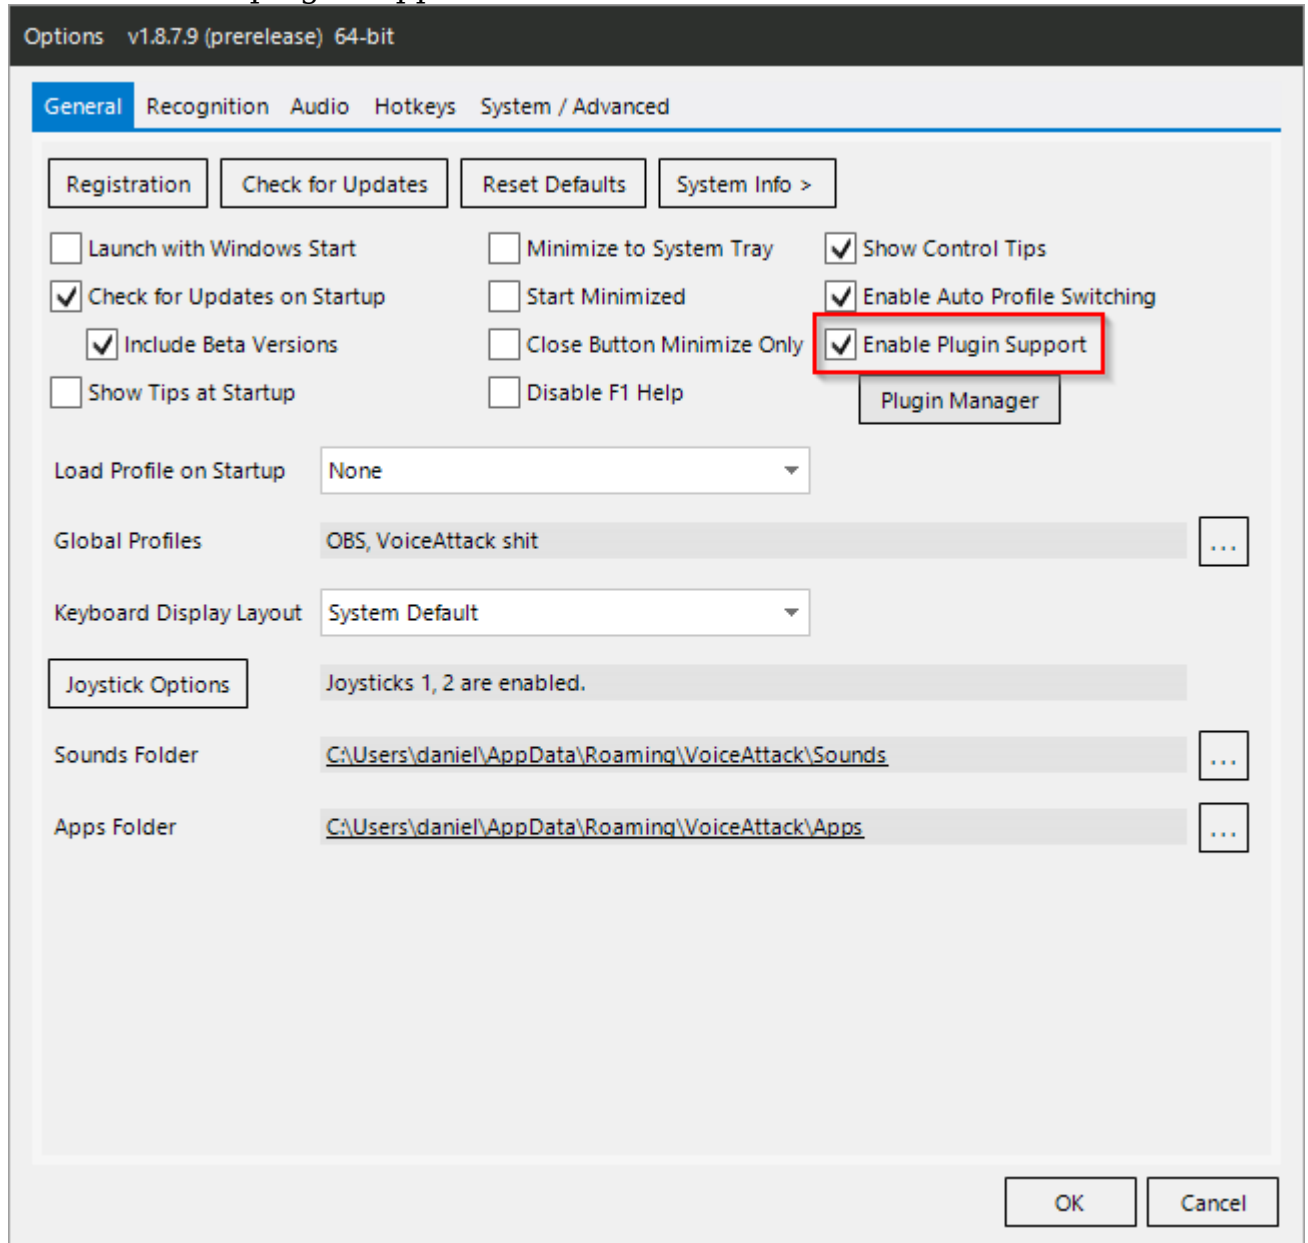 Options v1.8.7.9 (prerelease) 64-bit
General Recognition Audio Hotkeys System / Advanced
Registration Check for Updates Reset Defaults System Info >
Launch with Windows Start Minimize to System Tray Show Control Tips
Check for Updates on Startup Start Minimized Enable Auto Profile Switching
Include Beta Versions Close Button Minimize Only Enable Plugin Support
Show Tips at Startup Disable F1 Help Plugin Manager
Load Profile on Startup None
Global Profiles OBS, VoiceAttack shit ...
Keyboard Display Layout System Default
Joystick Options Joysticks 1, 2 are enabled.
Sounds Folder C:\Users\daniel\AppData\Roaming\VoiceAttack\Sounds ...
Apps Folder C:\Users\daniel\AppData\Roaming\VoiceAttack\Apps ...
OK Cancel